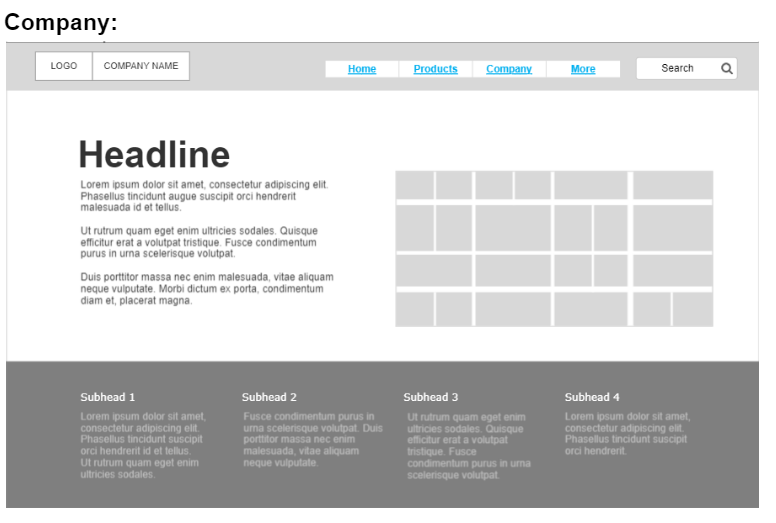 Company:
LOGO
COMPANY NAME
Home
Products
Company
More
Search
Headline
Lorem ipsum dolor sit amet, consectetur adipiscing elit.
Phasellus tincidunt augue suscipit orci hendrerit
malesuada id et tellus.
Ut rutrum quam eget enim ultricies sodales. Quisque
efficitur erat a volutpat tristique. Fusce condimentum
purus in urna scelerisque volutpat.
Duis porttitor massa nec enim malesuada, vitae aliquam
neque vulputate. Morbi dictum ex porta, condimentum
diam et, placerat magna.
Subhead 1
Lorem ipsum dolor sit amet,
consectetur adipiscing elit.
Phasellus tincidunt suscipit
orci hendrerit id et tellus.
Ut rutrum quam eget enim
ultricies sodales.
Subhead 2
Fusce condimentum purus in
urna scelerisque volutpat. Duis
porttitor massa nec enim
malesuada, vitae aliquam
neque vulputate.
Subhead 3
Ut rutrum quam eget enim
ultricies sodales. Quisque
efficitur erat a volutpat
tristique. Fusce
condimentum purus in urna
scelerisque volutpat.
Subhead 4
Lorem ipsum dolor sit amet,
consectetur adipiscing elit.
Phasellus tincidunt suscipit
orci hendrerit.